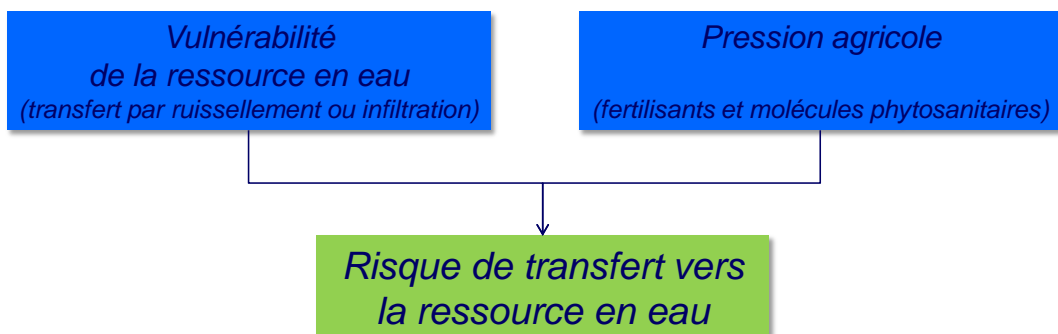 Vulnérabilité
de la ressource en eau
(transfert par ruissellement ou infiltration)
Pression agricole
(fertilisants et molécules phytosanitaires)
Risque de transfert vers
la ressource en eau